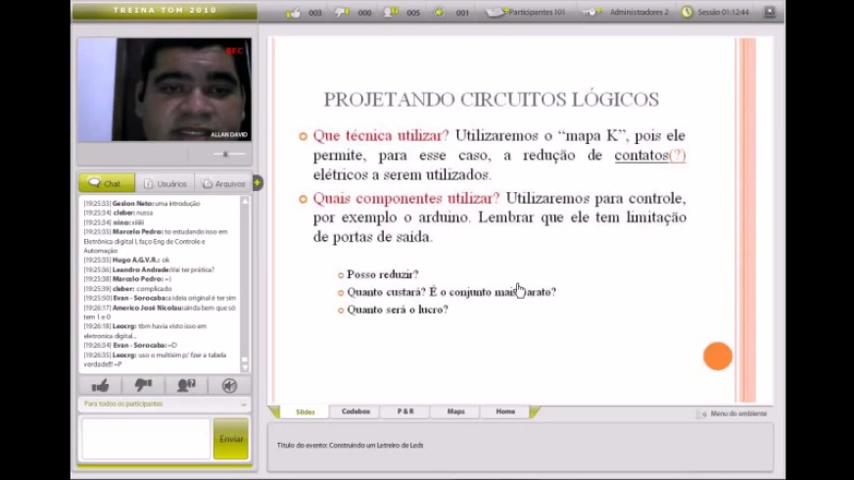 TREINA TOM 2010
003
000
005
001
Participantes 101
Administradores 2
Sessão 01:12:44
REC
ALLAN DAVID
Chat
Usuários
Arquivos
[19:25:33] Geslon Neto: uma introdução
[19:25:34] cleber: nussa
[19:25:34] nino: xiiiii
[19:25:35] Marcelo Pedro: to estudando isso em
Eletrônica digital I, faço Eng de Controle e
Automação
[19:25:35] Hugo A.G.V.R.: ok
[19:25:36] Leandro Andrade: Vai ter prática?
[19:25:38] Marcelo Pedro: =)
[19:25:39] cleber: complicado
[19:25:50] Evan - Sorocaba: a ideia original é ter sim
[19:26:17] Americo José Nicolau: ainda bem que só
tem 1 e 0
[19:26:18] Leocrg: tbm havia visto isso em
eletronica digital...
[19:26:34] Evan - Sorocaba: =D
[19:26:35] Leocrg: uso o multisim p/ fazer a tabela
verdade!!! =P
Para todos os participantes
Enviar
PROJETANDO CIRCUITOS LÓGICOS
Que técnica utilizar? Utilizaremos o “mapa K”, pois ele
permite, para esse caso, a redução de contatos(?)
elétricos a serem utilizados.
Quais componentes utilizar? Utilizaremos para controle,
por exemplo o arduino. Lembrar que ele tem limitação
de portas de saída.
Posso reduzir?
Quanto custará? É o conjunto mais barato?
Quanto será o lucro?
Slides
Codebox
P & R
Maps
Home
Menu do ambiente
Título do evento: Construindo um Letreiro de Leds